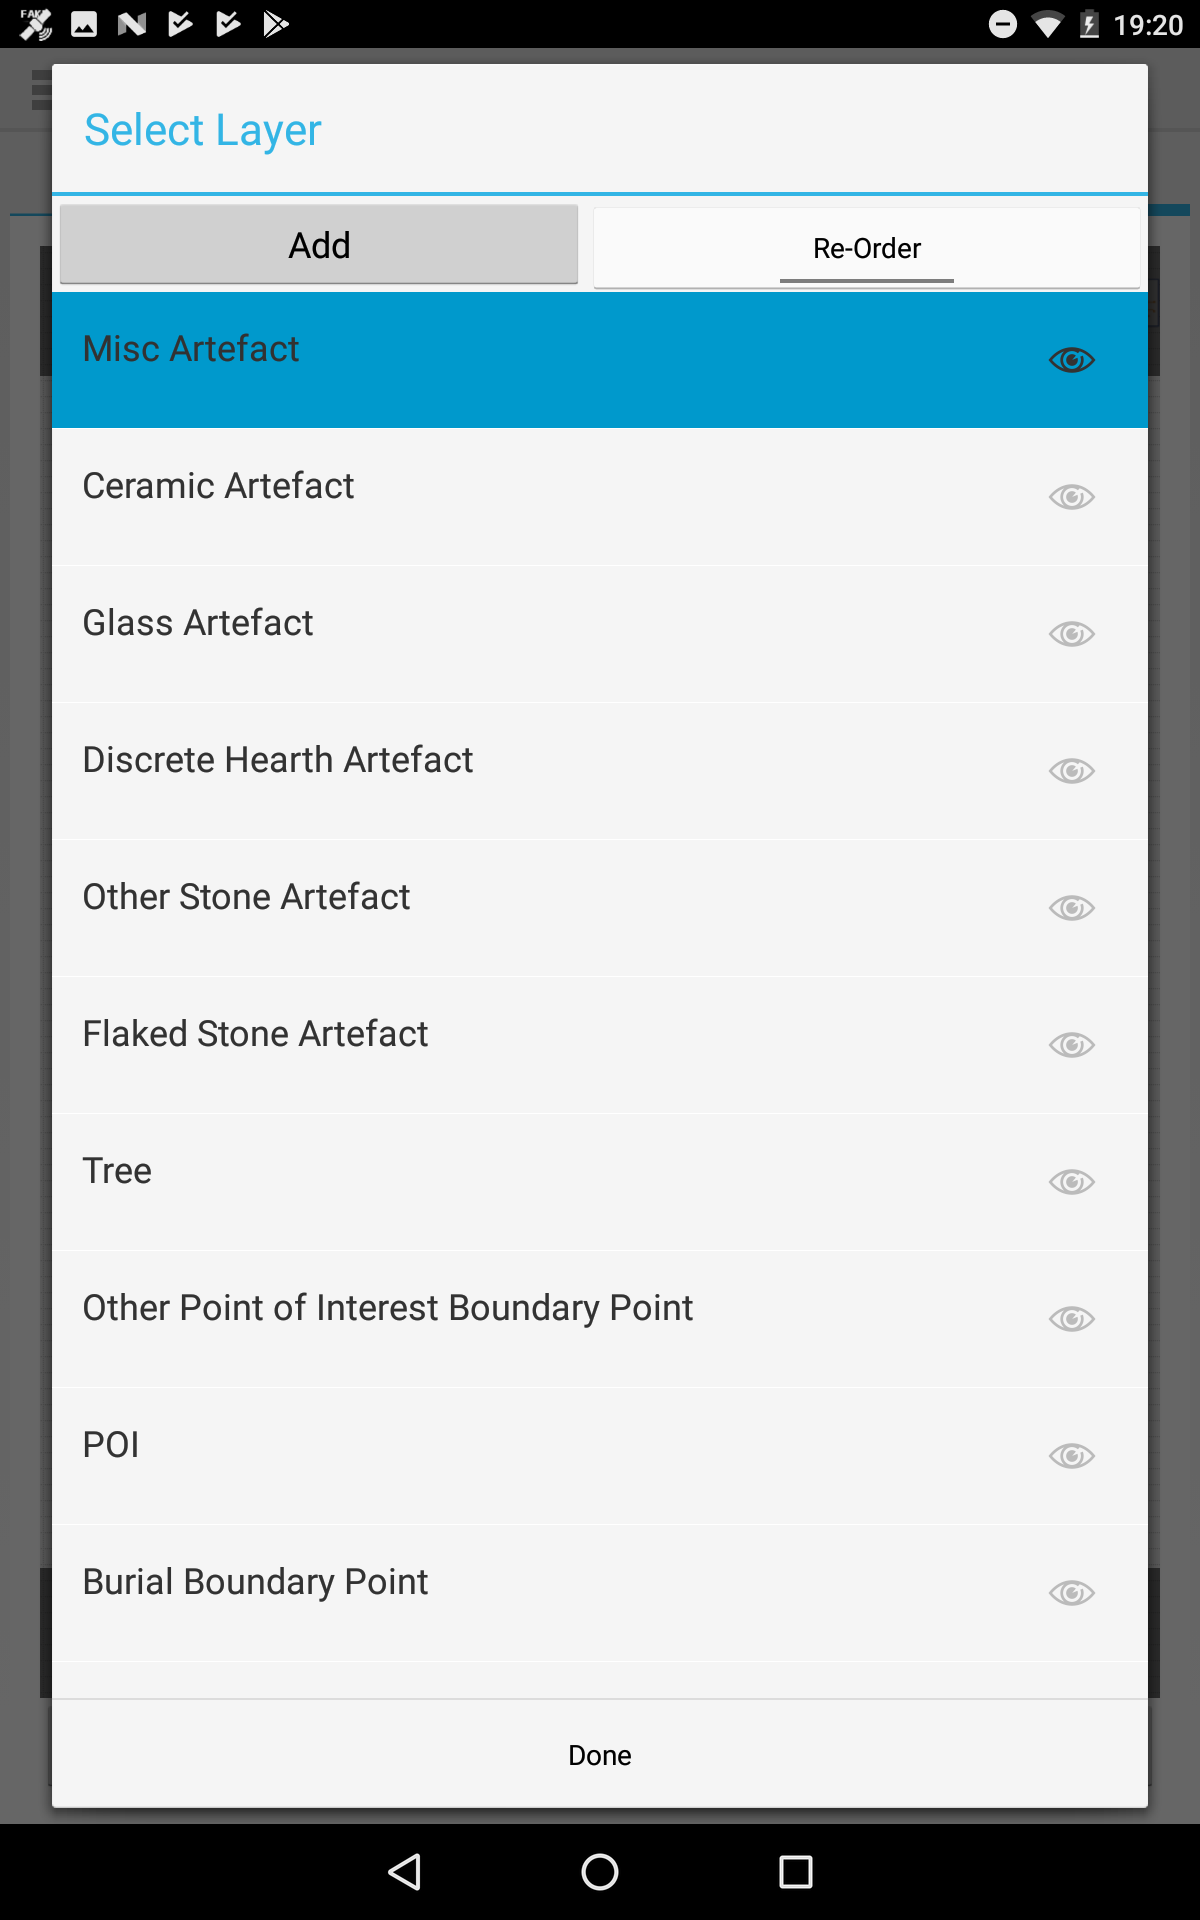 FAKE
19:20
Select Layer
Add
Re-Order
Misc Artefact
Ceramic Artefact
Glass Artefact
Discrete Hearth Artefact
Other Stone Artefact
Flaked Stone Artefact
Tree
Other Point of Interest Boundary Point
POI
Burial Boundary Point
Done